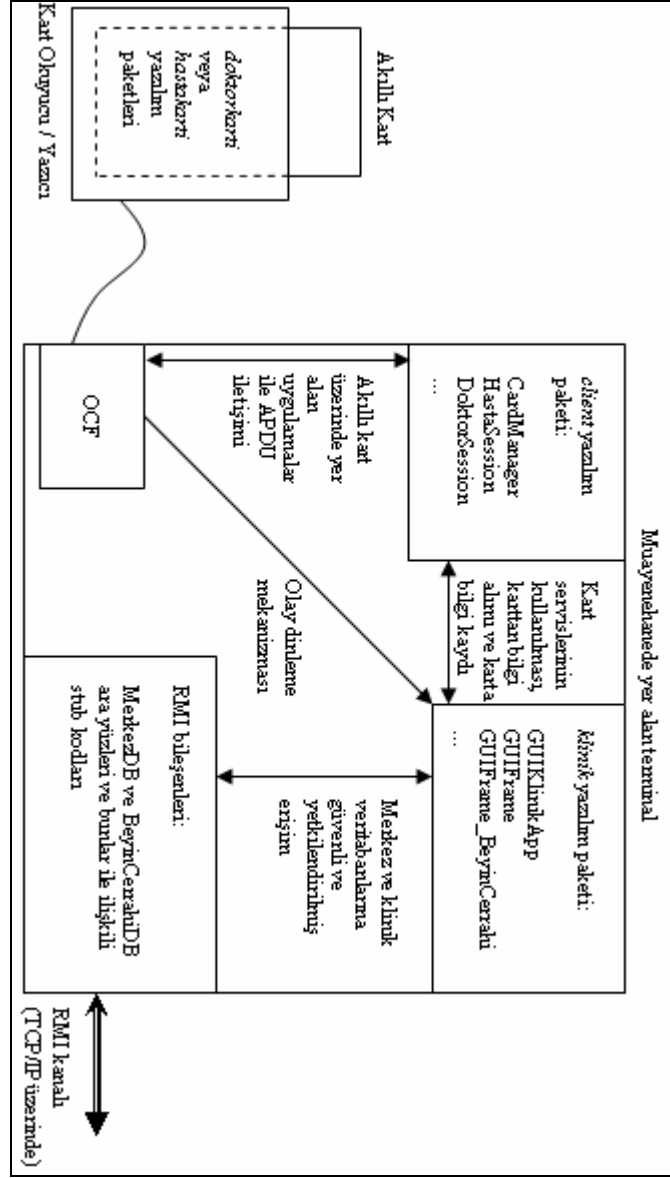 Akıllı Kart
doktorkarti
veya
hastakarti
yazılım
paketleri
Kart Okuyucu / Yazıcı
Muayenehanede yer alan terminal
client yazılım
paketi:
CardManager
HastaSession
DoktorSession
...
Kart
servislerinin
kullanılması,
karttan bilgi
alımı ve karta
bilgi kaydı
klinik yazılım paketi:
GUIKlinikApp
GUIFrame
GUIFrame_BeyinCerrahi
...
Akıllı kart
üzerinde yer
alan
uygulamalar
ile APDU
iletişimi
OCF
Olay dinleme
mekanizması
Merkez ve klinik
veritabanlarına
güvenli ve
yetkilendirilmiş
erişim
RMI bileşenleri:
MerkezDB ve BeyinCerrahiDB
ara yüzleri ve bunlar ile ilişkili
stub kodları
RMI kanalı
(TCP/IP üzerinde)